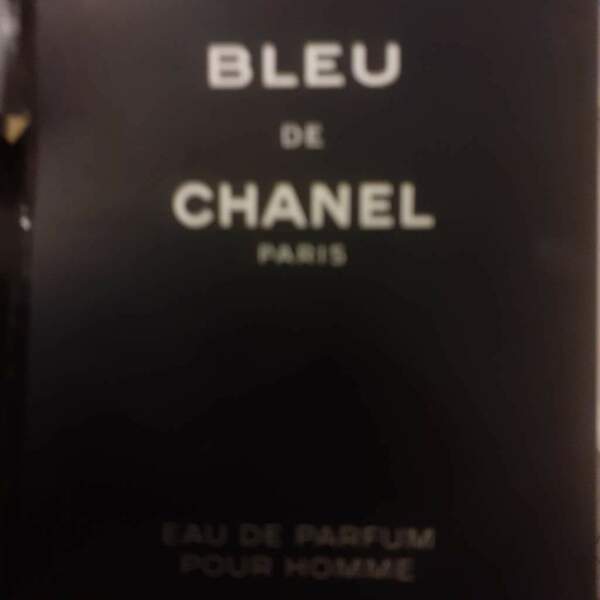 BLEU
DE
CHANEL
PARIS
EAU DE PARFUM
POUR HOMME